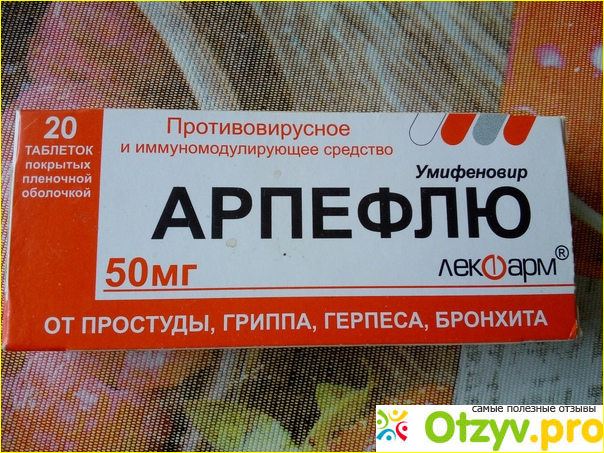 20
ТАБЛЕТОК
покрытых
пленочной
оболочкой
Противовирусное
и иммуномодулирующее средство
Умифеновир
АРПЕФЛЮ
50мг
лекФарм®
ОТ ПРОСТУДЫ, ГРИППА, ГЕРПЕСА, БРОНХИТА
самые полезные отзывы
Otzyv.pro